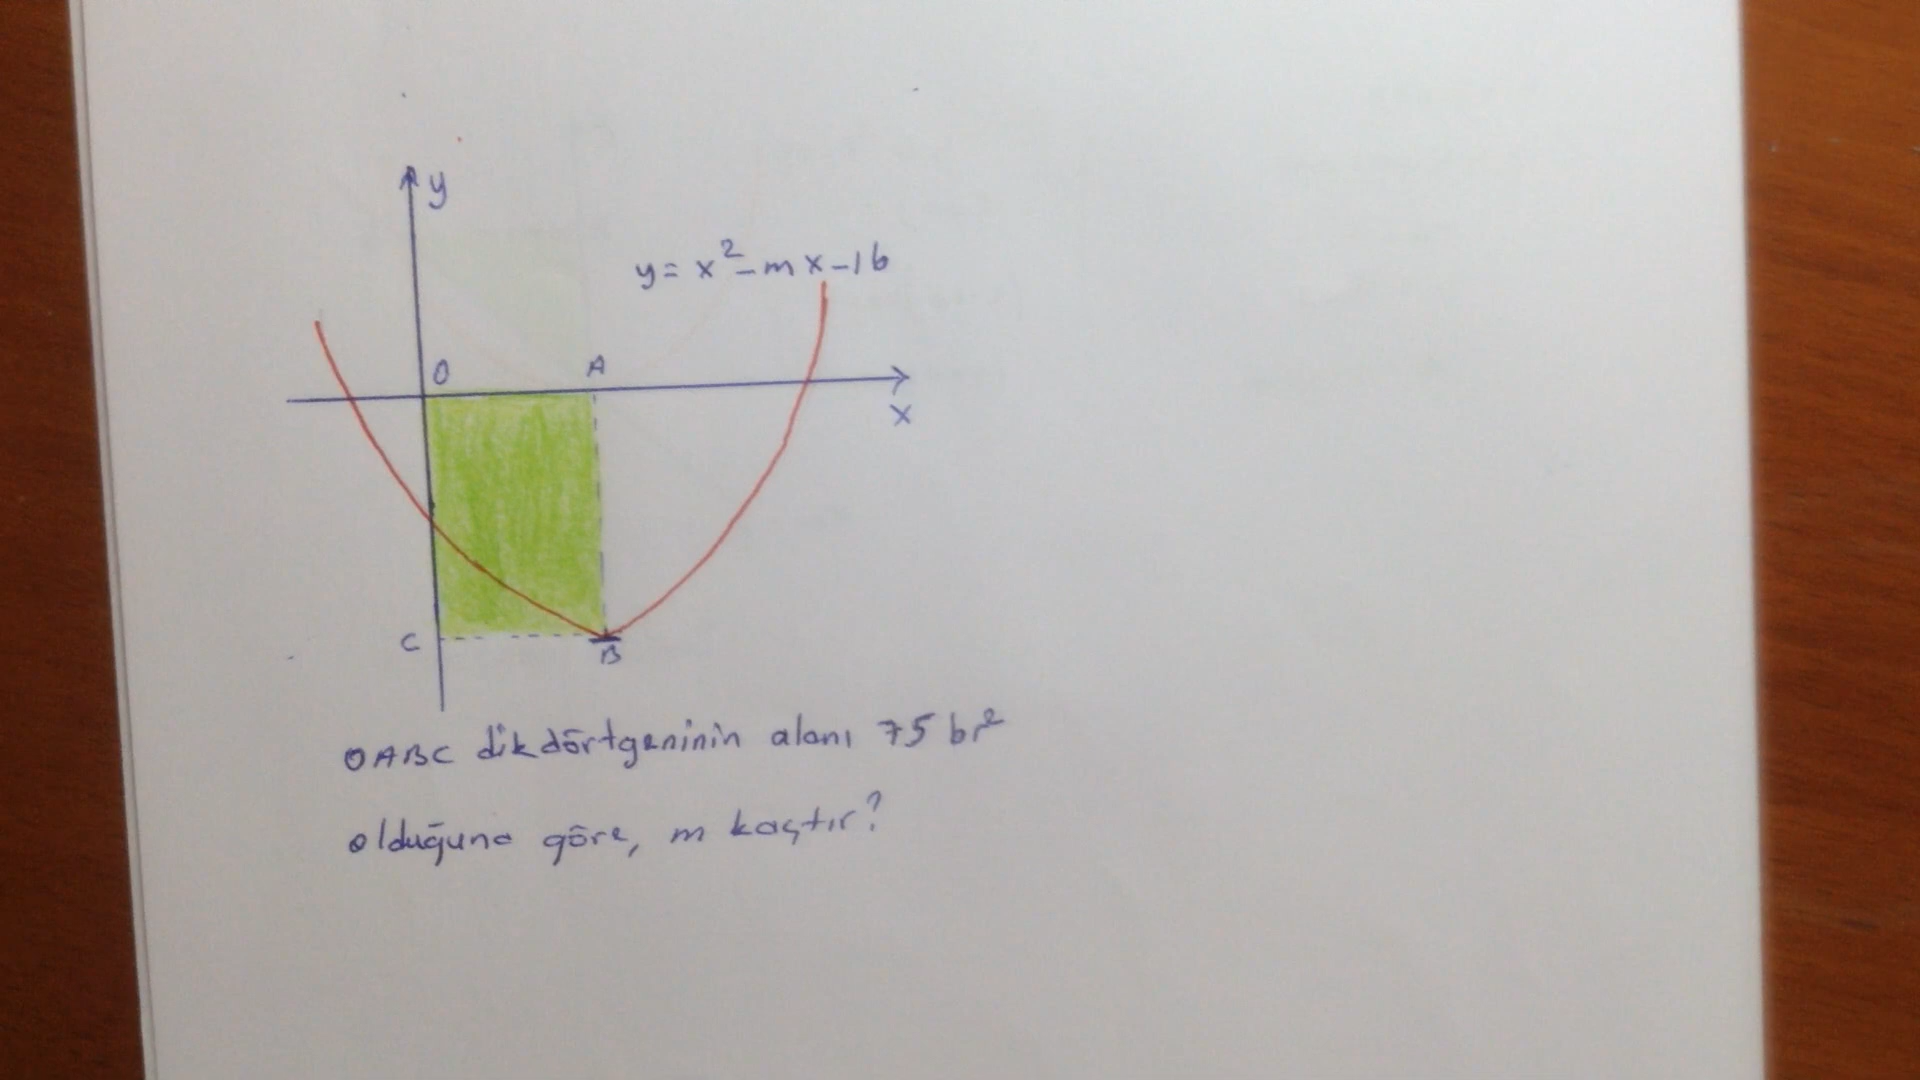 y
y = x² - mx - 16
O A
x
C
B
OABC dikdörtgeninin alanı 75 br²
olduğuna göre, m kaçtır?